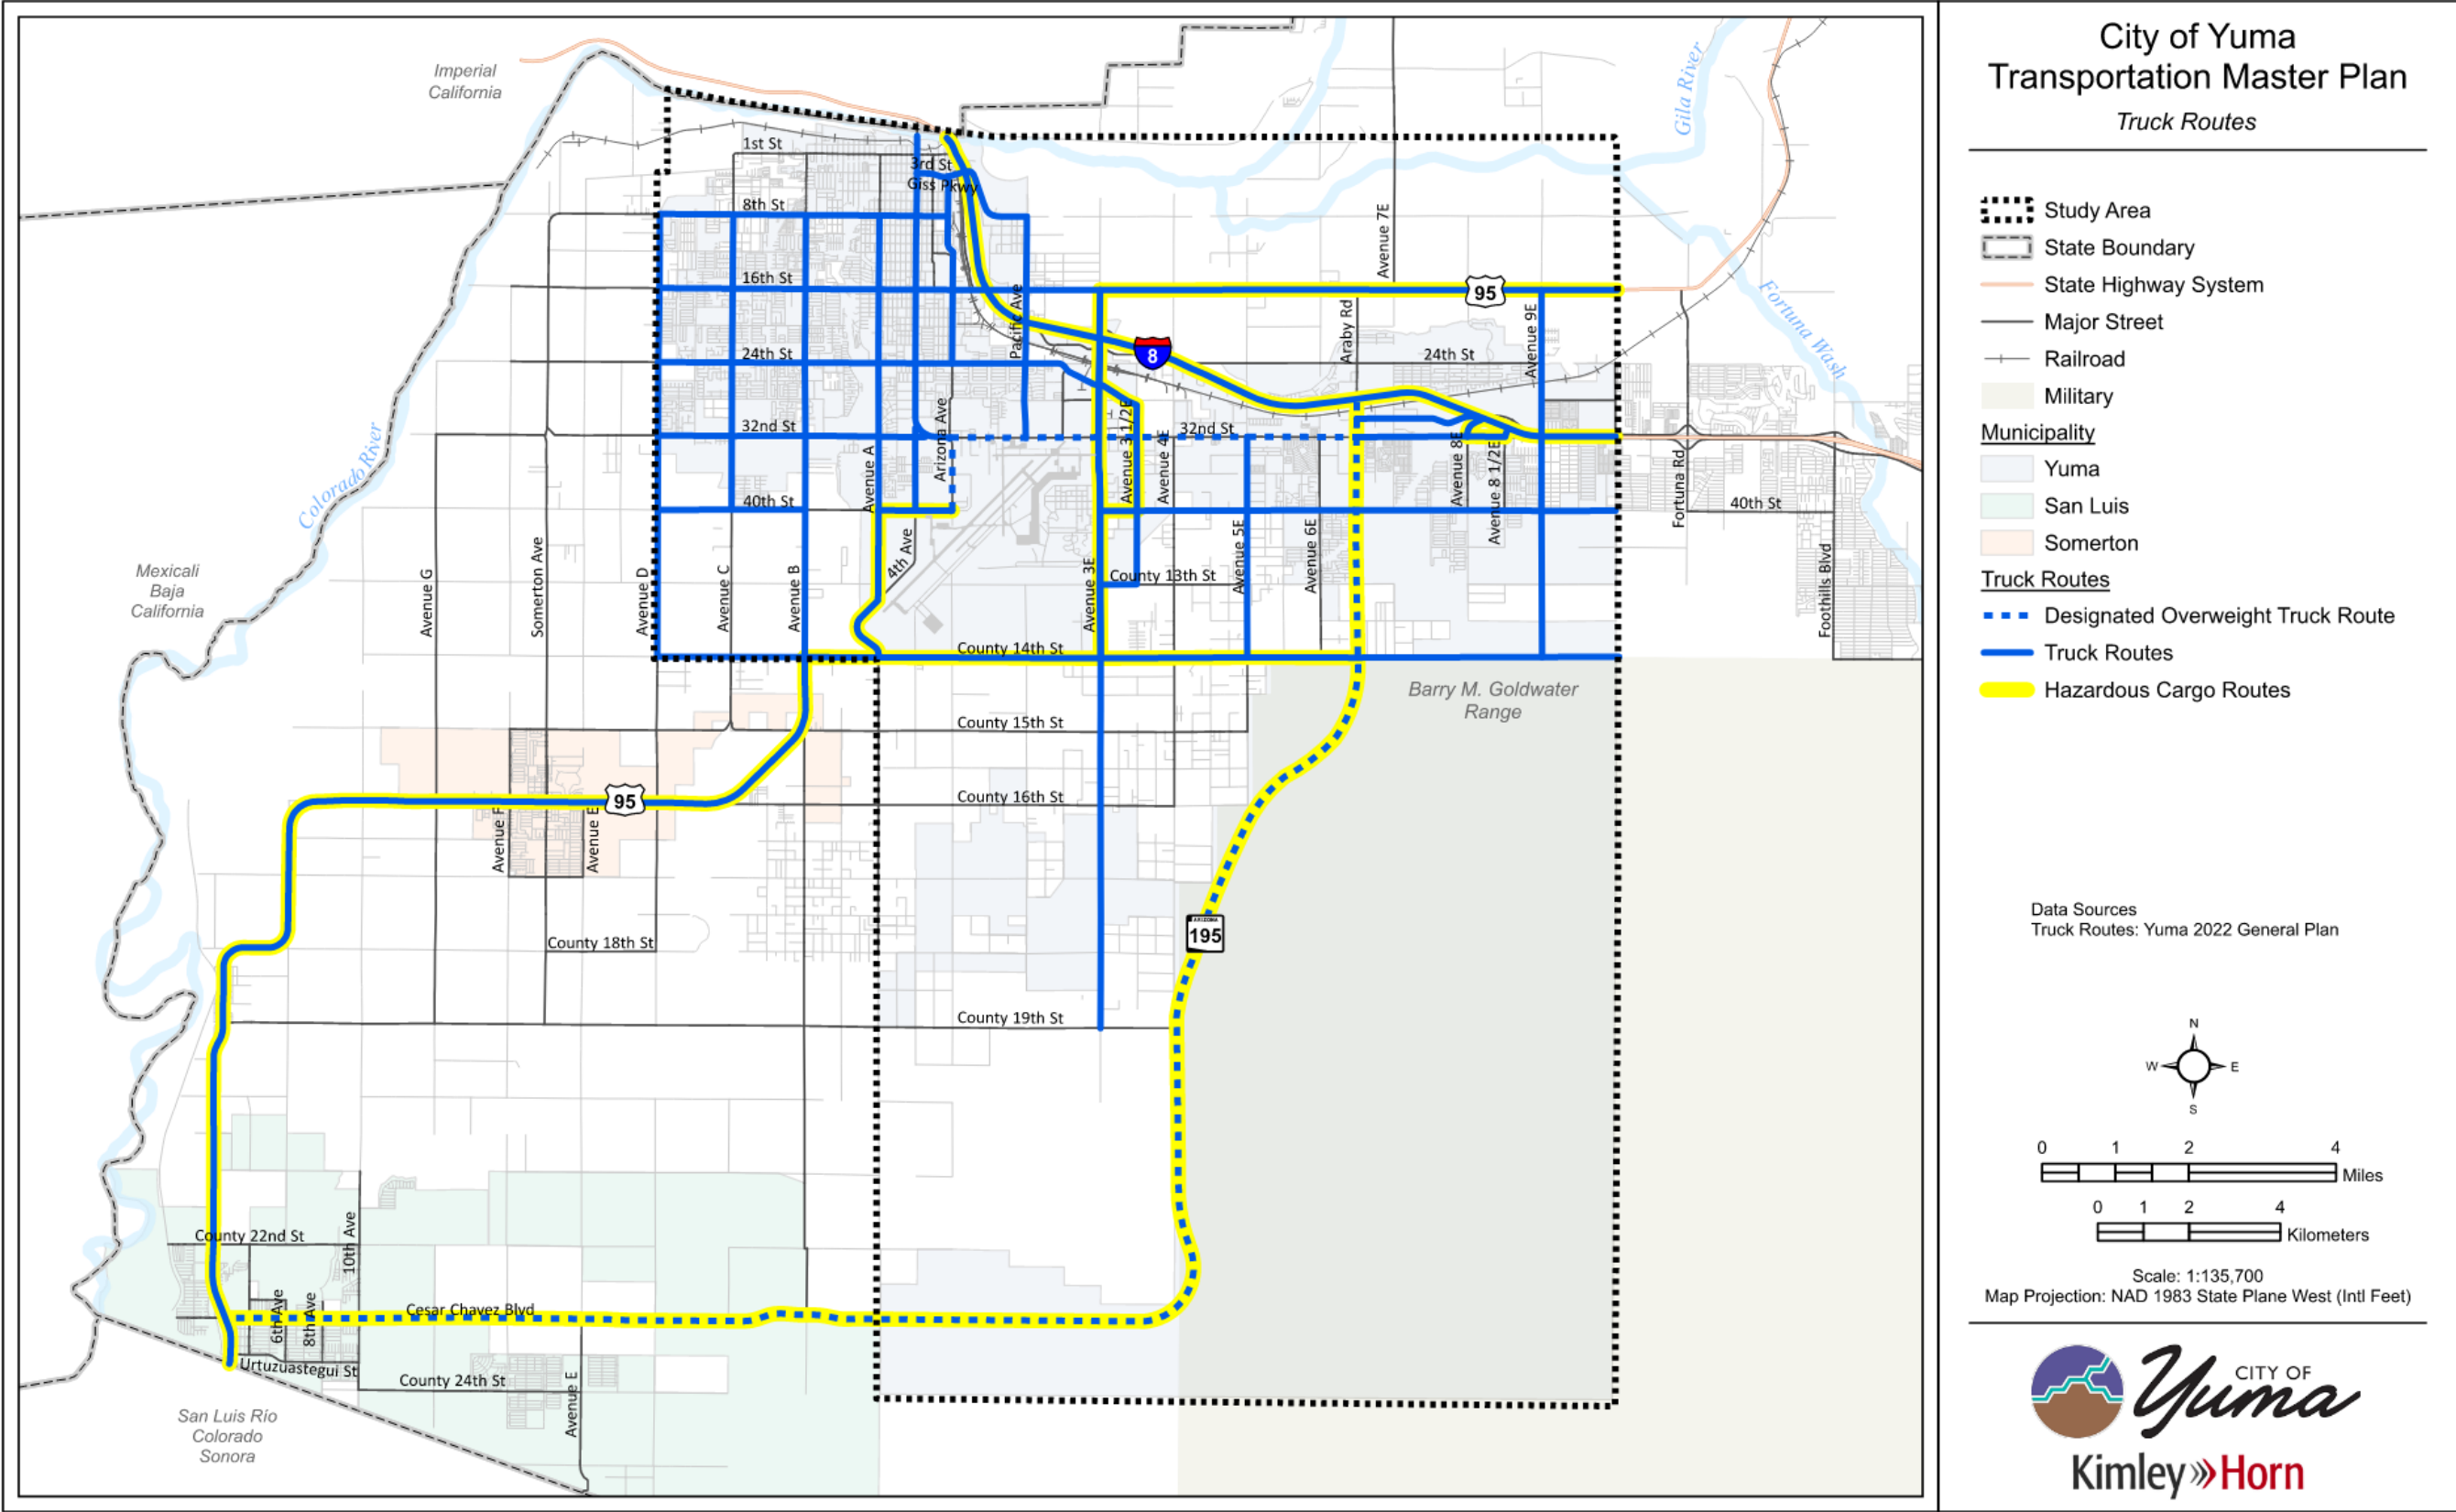 City of Yuma
Transportation Master Plan
Truck Routes
Study Area
State Boundary
State Highway System
Major Street
Railroad
Military
Municipality
Yuma
San Luis
Somerton
Truck Routes
Designated Overweight Truck Route
Truck Routes
Hazardous Cargo Routes
Data Sources
Truck Routes: Yuma 2022 General Plan
N
W
E
S
0 1 2 4
Miles
0 1 2 4
Kilometers
Scale: 1:135,700
Map Projection: NAD 1983 State Plane West (Intl Feet)
CITY OF
Yuma
Kimley Horn
Imperial
California
Gila River
1st St
3rd St
Giss Pkwy
8th St
Avenue 7E
16th St
95
Fortuna Wash
Pacific Ave
Araby Rd
Avenue 9E
24th St
8
24th St
Colorado River
32nd St
Arizona Ave
Avenue 3 1/2E
32nd St
Avenue A
Avenue 4E
Avenue 8E
Avenue 8 1/2E
Fortuna Rd
40th St
40th St
Mexicali
Baja
California
Avenue G
Somerton Ave
Avenue D
Avenue C
Avenue B
4th Ave
Avenue 3E
County 13th St
Avenue 5E
Avenue 6E
Foothills Blvd
County 14th St
Barry M. Goldwater
Range
County 15th St
95
County 16th St
Avenue F
Avenue E
ARIZONA
195
County 18th St
County 19th St
County 22nd St
10th Ave
6th Ave
8th Ave
Cesar Chavez Blvd
Urtuzuastegui St
County 24th St
Avenue E
San Luis Río
Colorado
Sonora